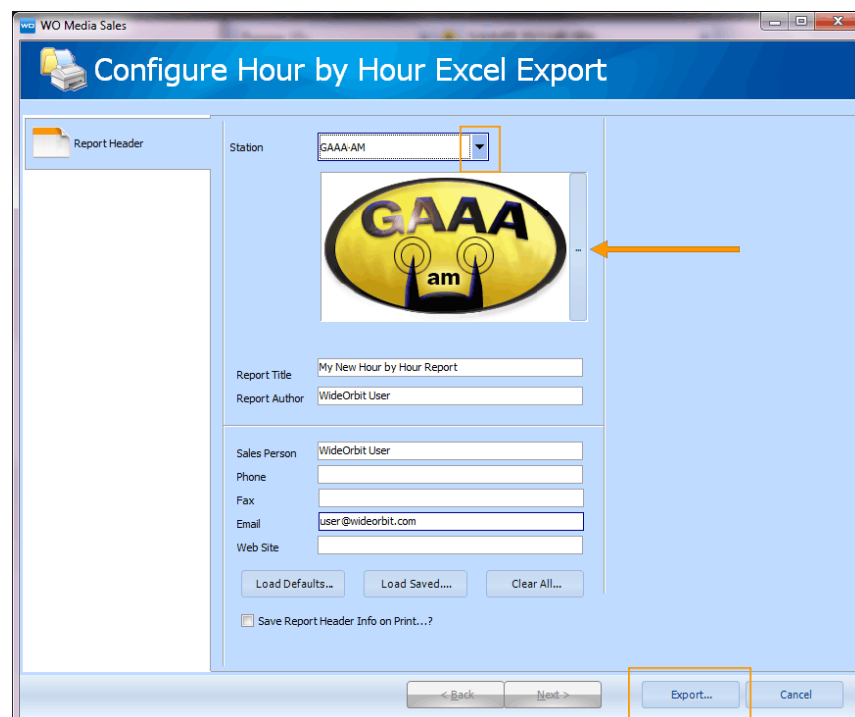 WO WO Media Sales
Configure Hour by Hour Excel Export
Report Header
Station GAAA-AM
GAAA
am
...
Report Title My New Hour by Hour Report
Report Author WideOrbit User
Sales Person WideOrbit User
Phone
Fax
Email user@wideorbit.com
Web Site
Load Defaults... Load Saved.... Clear All...
Save Report Header Info on Print...?
< Back Next > Export... Cancel